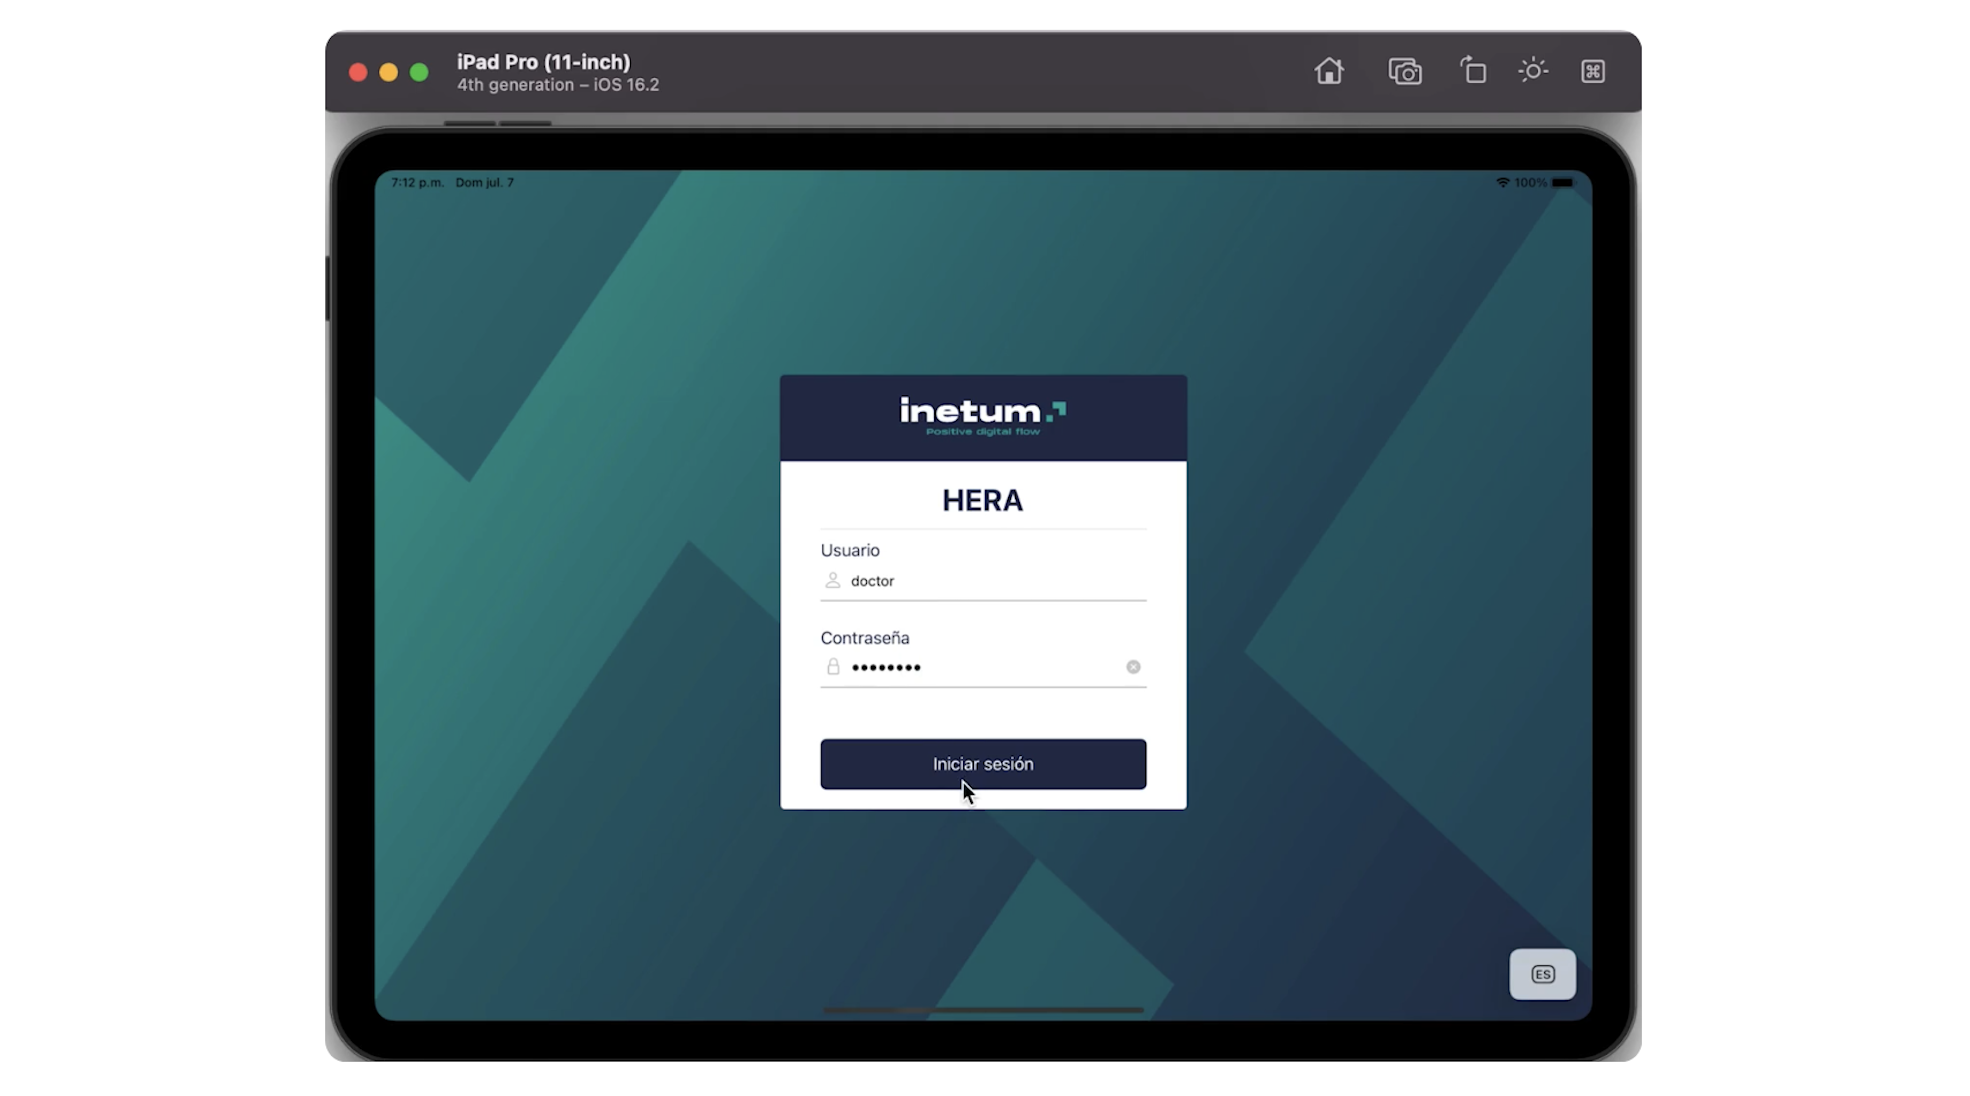 iPad Pro (11-inch)
4th generation – iOS 16.2
7:12 p.m. Dom jul. 7
100%
inetum
Positive digital flow
HERA
Usuario
doctor
Contraseña
••••••••
Iniciar sesión
ES